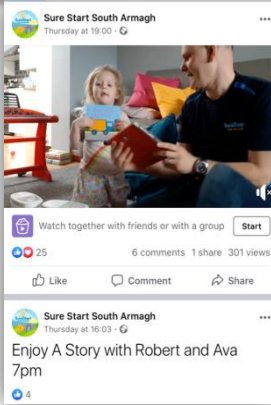 Sure Start South Armagh
Thursday at 19:00 ·
Watch together with friends or with a group Start
25 6 comments 1 share 301 views
Like Comment Share
Sure Start South Armagh
Thursday at 16:03 ·
Enjoy A Story with Robert and Ava
7pm
4